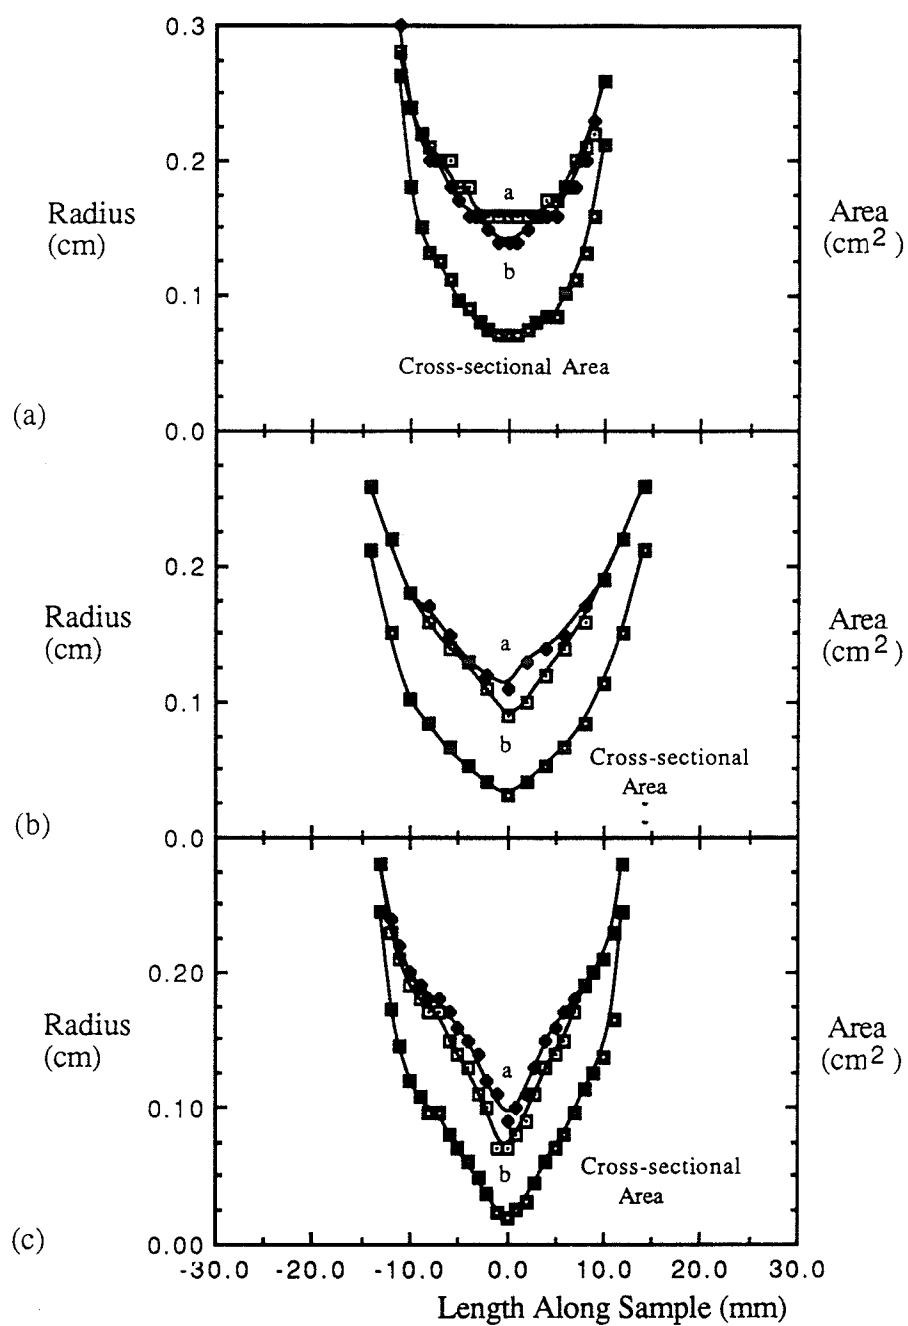 0.3
0.2
0.1
0.0
Radius
(cm)
Area
(cm²)
a
b
Cross-sectional Area
(a)
0.2
0.1
0.0
Radius
(cm)
Area
(cm²)
a
b
Cross-sectional
Area
(b)
0.20
0.10
0.00
Radius
(cm)
Area
(cm²)
a
b
Cross-sectional
Area
(c)
-30.0 -20.0 -10.0 0.0 10.0 20.0 30.0
Length Along Sample (mm)